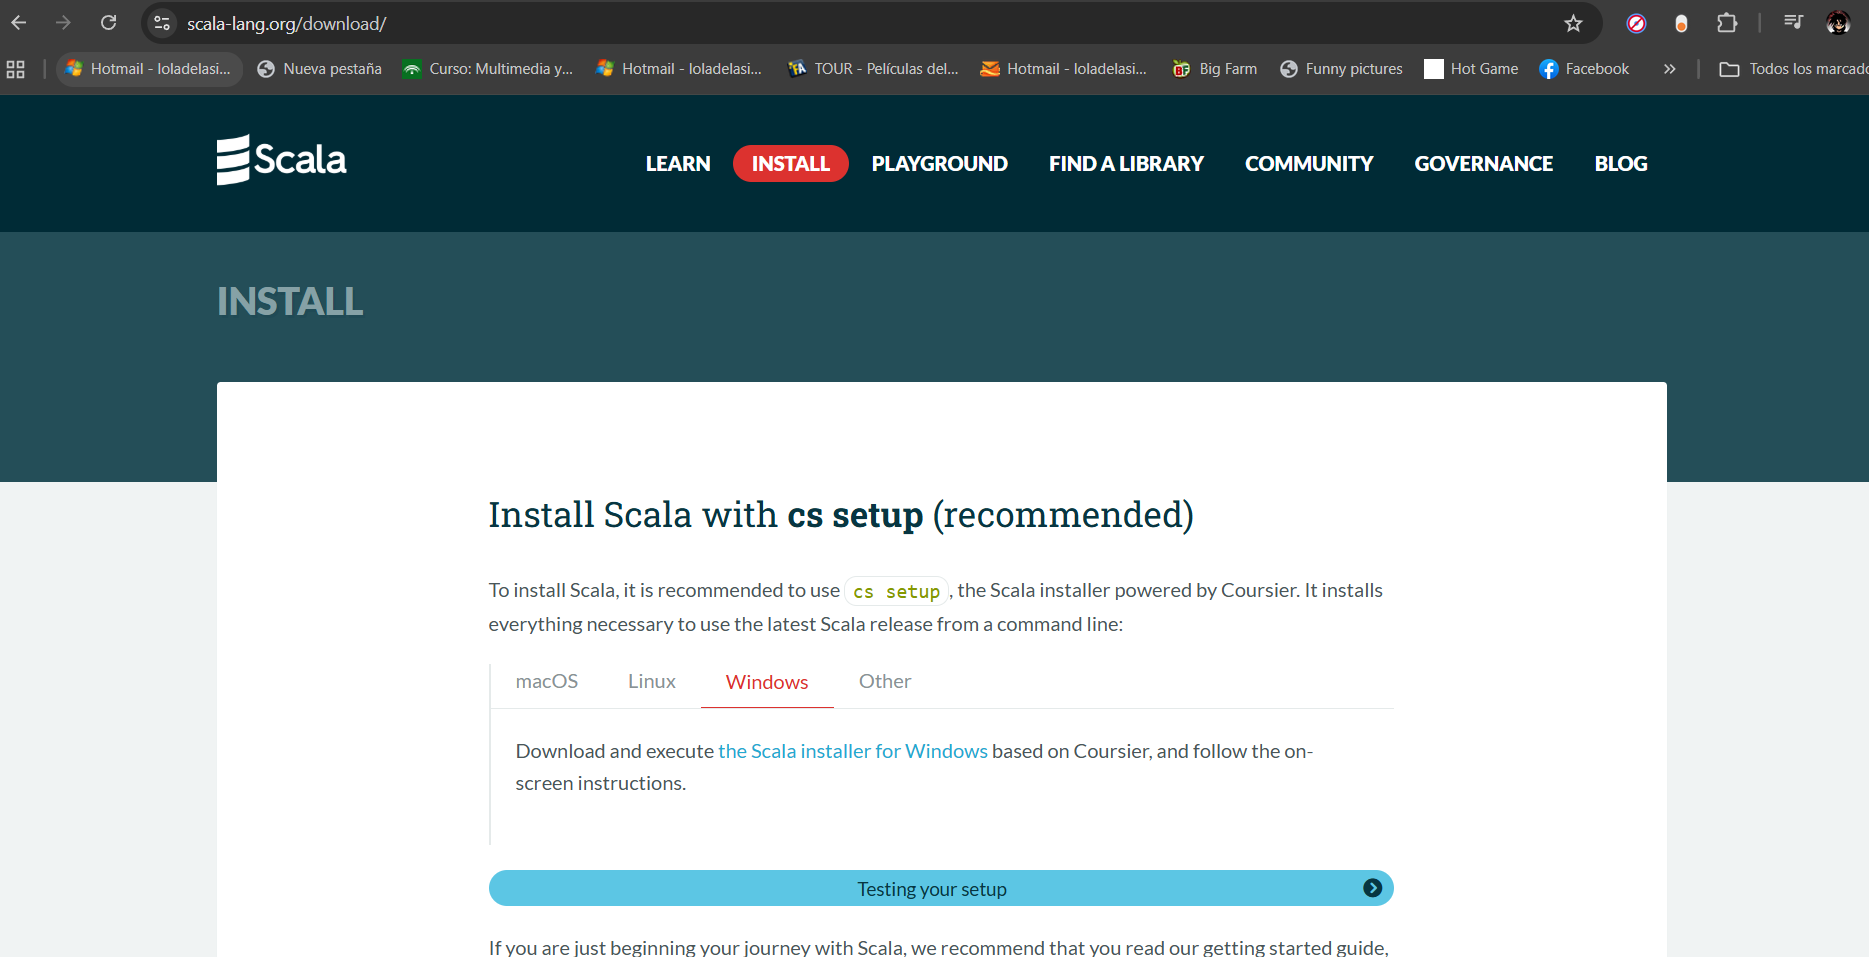 scala-lang.org/download/
Hotmail - loladelasi... Nueva pestaña Curso: Multimedia y... Hotmail - loladelasi... TOUR - Películas del... Hotmail - loladelasi... Big Farm Funny pictures Hot Game Facebook » Todos los marcado
Scala LEARN INSTALL PLAYGROUND FIND A LIBRARY COMMUNITY GOVERNANCE BLOG
INSTALL
Install Scala with cs setup (recommended)
To install Scala, it is recommended to use cs setup, the Scala installer powered by Coursier. It installs
everything necessary to use the latest Scala release from a command line:
macOS Linux Windows Other
Download and execute the Scala installer for Windows based on Coursier, and follow the on-
screen instructions.
Testing your setup
If you are just beginning your journey with Scala, we recommend that you read our getting started guide,